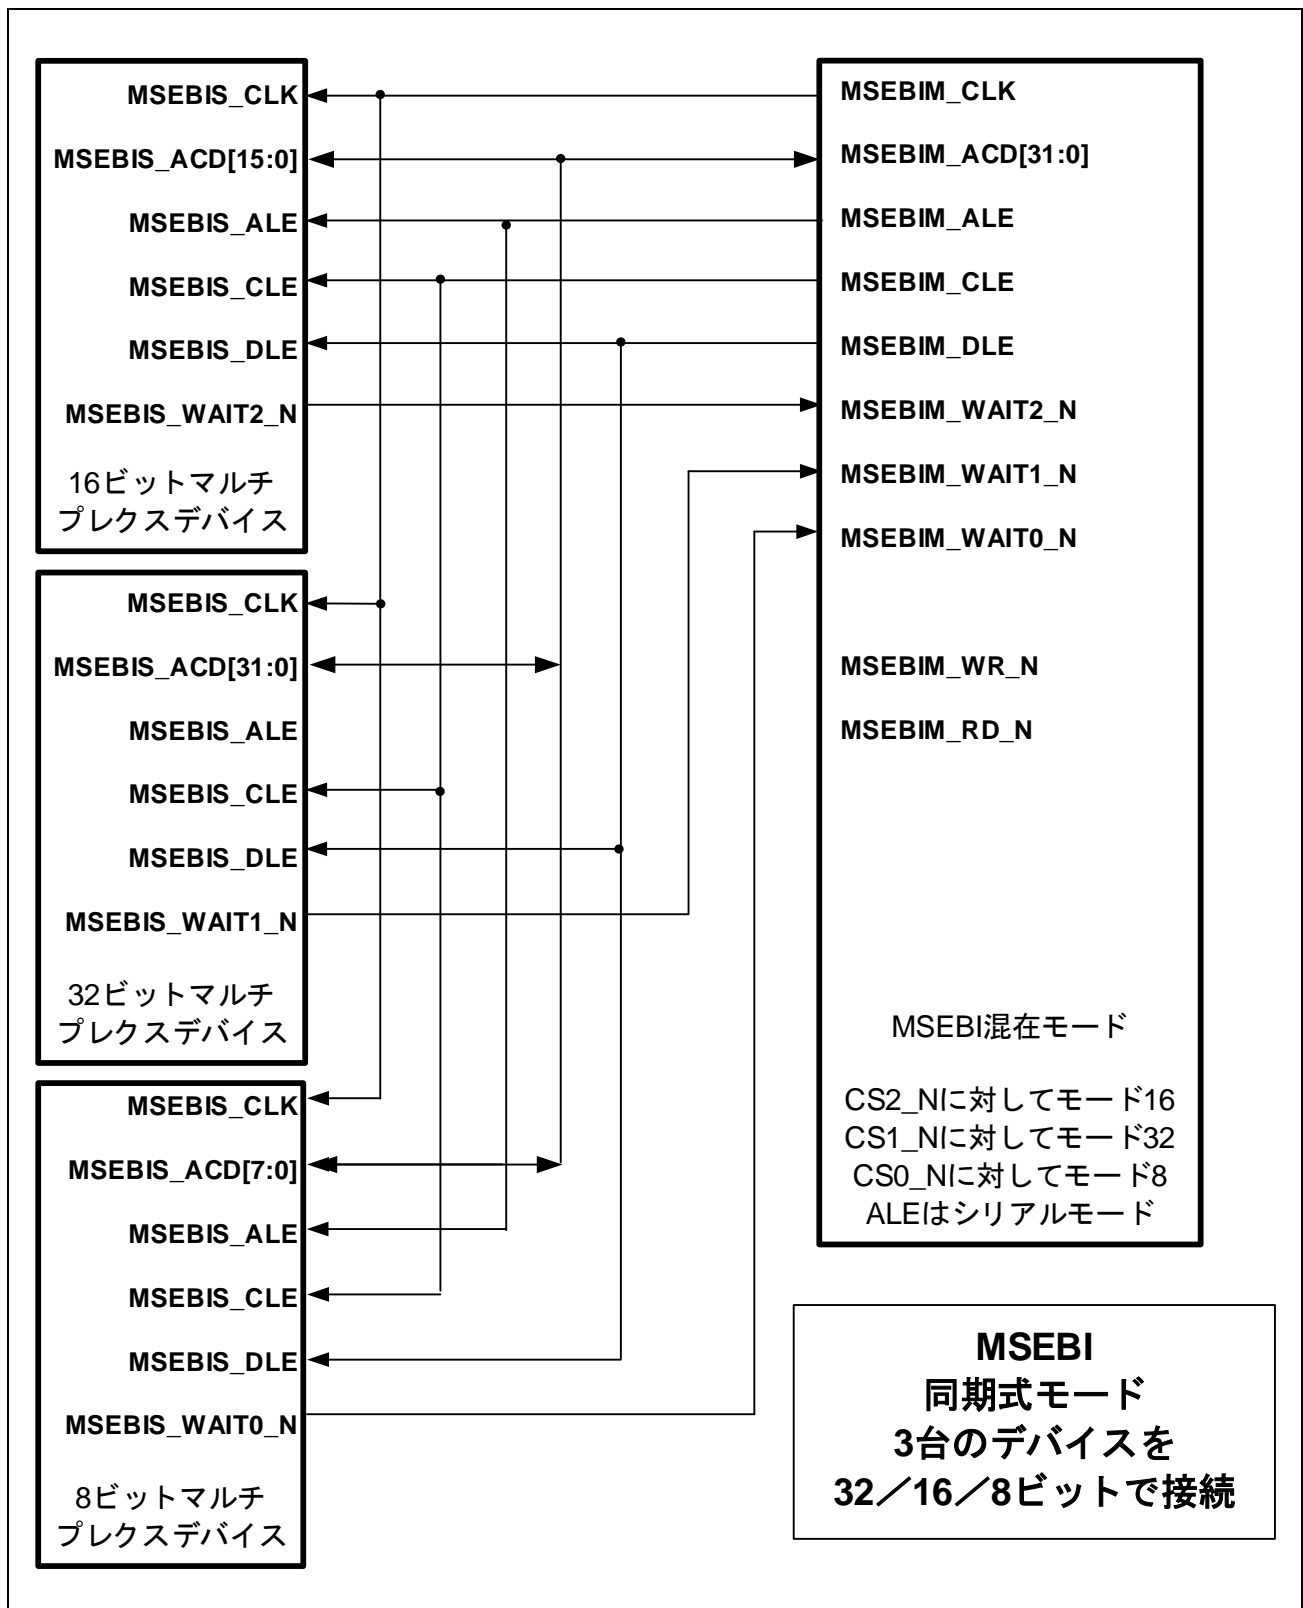 MSEBIS_CLK
MSEBIS_ACD[15:0]
MSEBIS_ALE
MSEBIS_CLE
MSEBIS_DLE
MSEBIS_WAIT2_N
16ビットマルチ
プレクスデバイス
MSEBIS_CLK
MSEBIS_ACD[31:0]
MSEBIS_ALE
MSEBIS_CLE
MSEBIS_DLE
MSEBIS_WAIT1_N
32ビットマルチ
プレクスデバイス
MSEBIS_CLK
MSEBIS_ACD[7:0]
MSEBIS_ALE
MSEBIS_CLE
MSEBIS_DLE
MSEBIS_WAIT0_N
8ビットマルチ
プレクスデバイス
MSEBIM_CLK
MSEBIM_ACD[31:0]
MSEBIM_ALE
MSEBIM_CLE
MSEBIM_DLE
MSEBIM_WAIT2_N
MSEBIM_WAIT1_N
MSEBIM_WAIT0_N
MSEBIM_WR_N
MSEBIM_RD_N
MSEBI混在モード
CS2_Nに対してモード16
CS1_Nに対してモード32
CS0_Nに対してモード8
ALEはシリアルモード
MSEBI
同期式モード
3台のデバイスを
32／16／8ビットで接続